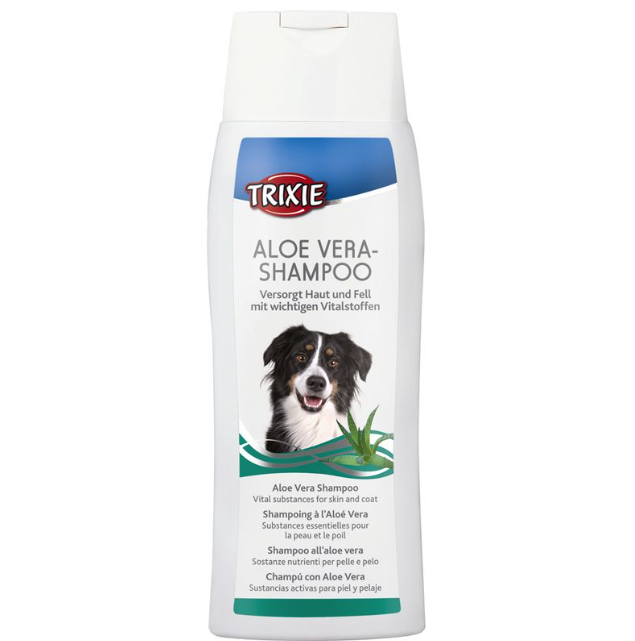 TRIXIE
ALOE VERA-
SHAMPOO
Versorgt Haut und Fell
mit wichtigen Vitalstoffen
Aloe Vera Shampoo
Vital substances for skin and coat
Shampoing à l'Aloé Vera
Substances essentielles pour
la peau et le poil
Shampoo all'aloe vera
Sostanze nutrienti per pelle e pelo
Champú con Aloe Vera
Sustancias activas para piel y pelaje